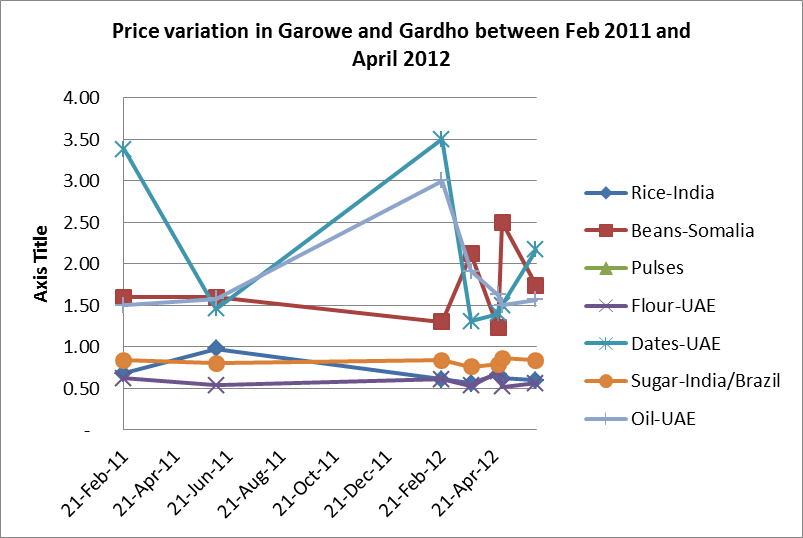 Price variation in Garowe and Gardho between Feb 2011 and
April 2012
4.00
3.50
3.00
2.50
2.00
1.50
1.00
0.50
-
Axis Title
21-Feb-11
21-Apr-11
21-Jun-11
21-Aug-11
21-Oct-11
21-Dec-11
21-Feb-12
21-Apr-12
Rice-India
Beans-Somalia
Pulses
Flour-UAE
Dates-UAE
Sugar-India/Brazil
Oil-UAE